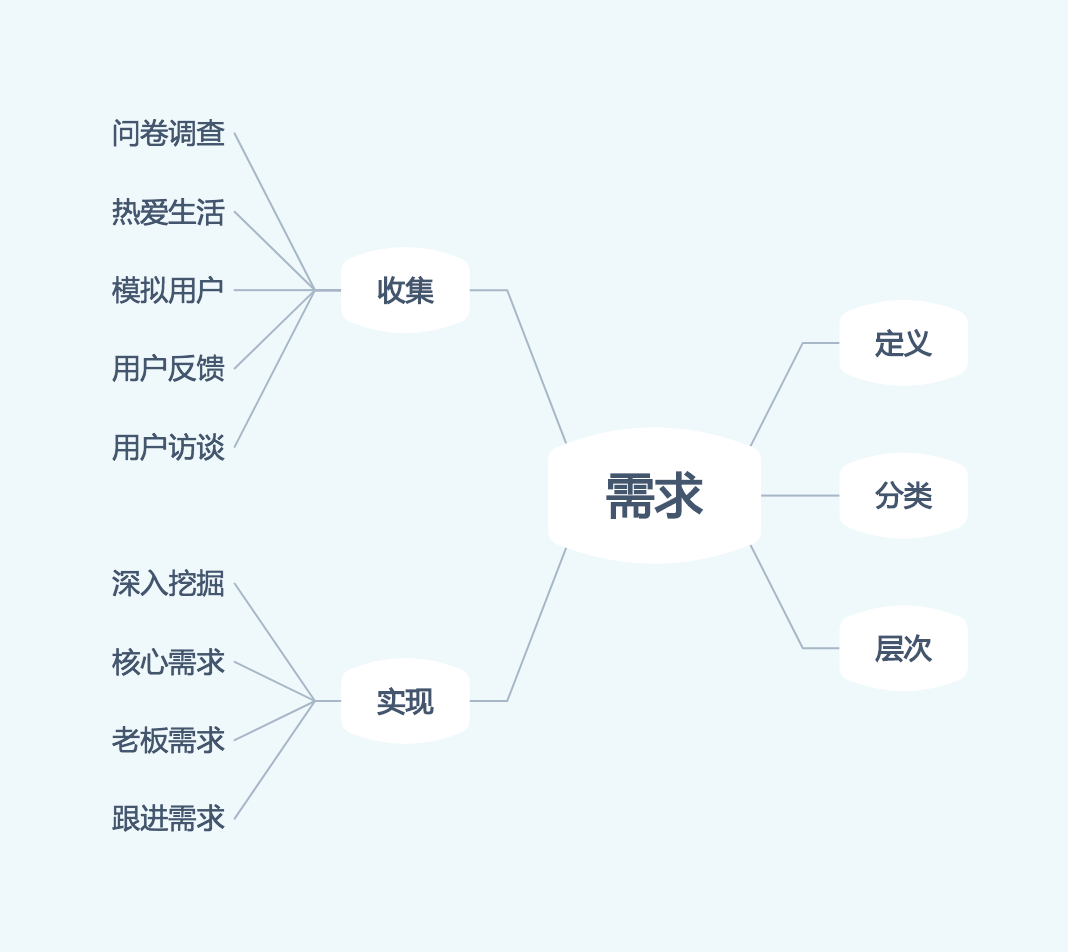 需求
定义
分类
层次
收集
问卷调查
热爱生活
模拟用户
用户反馈
用户访谈
实现
深入挖掘
核心需求
老板需求
跟进需求